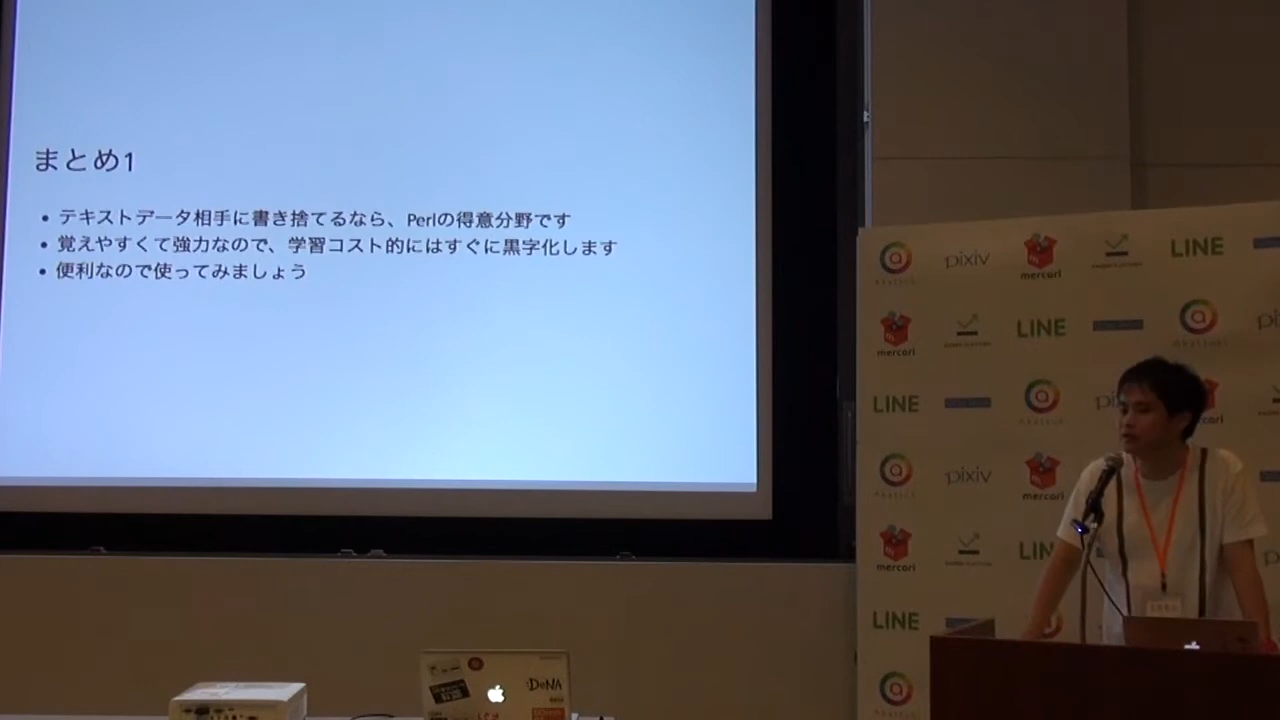 まとめ1
• テキストデータ相手に書き捨てるなら、Perlの得意分野です
• 覚えやすくて強力なので、学習コスト的にはすぐに黒字化します
• 便利なので使ってみましょう
pixiv
mercari
LINE
mercari
LINE
LINE
pixiv
mercari
mercari
LINE
DeNA